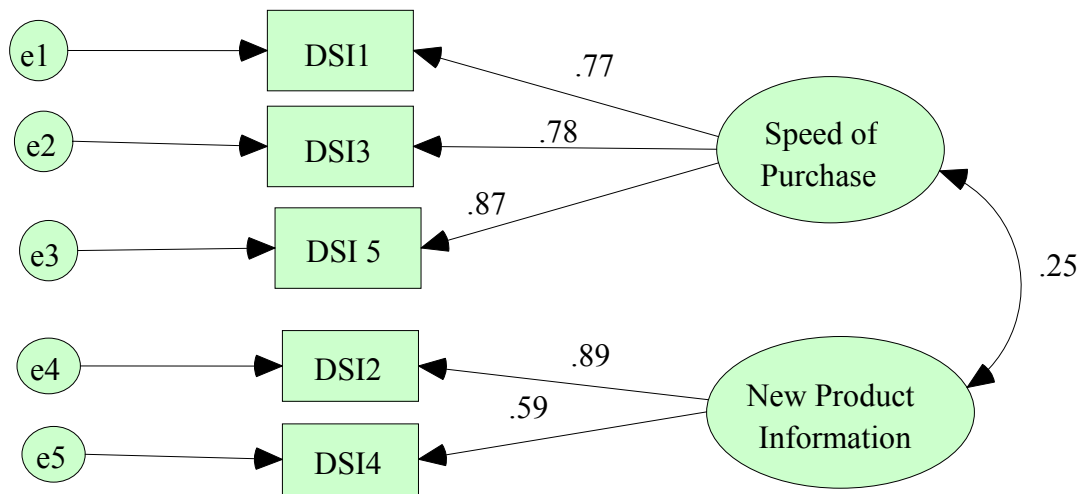 e1
DSI1
.77
e2
DSI3
.78
Speed of
Purchase
e3
DSI 5
.87
.25
e4
DSI2
.89
New Product
Information
e5
DSI4
.59